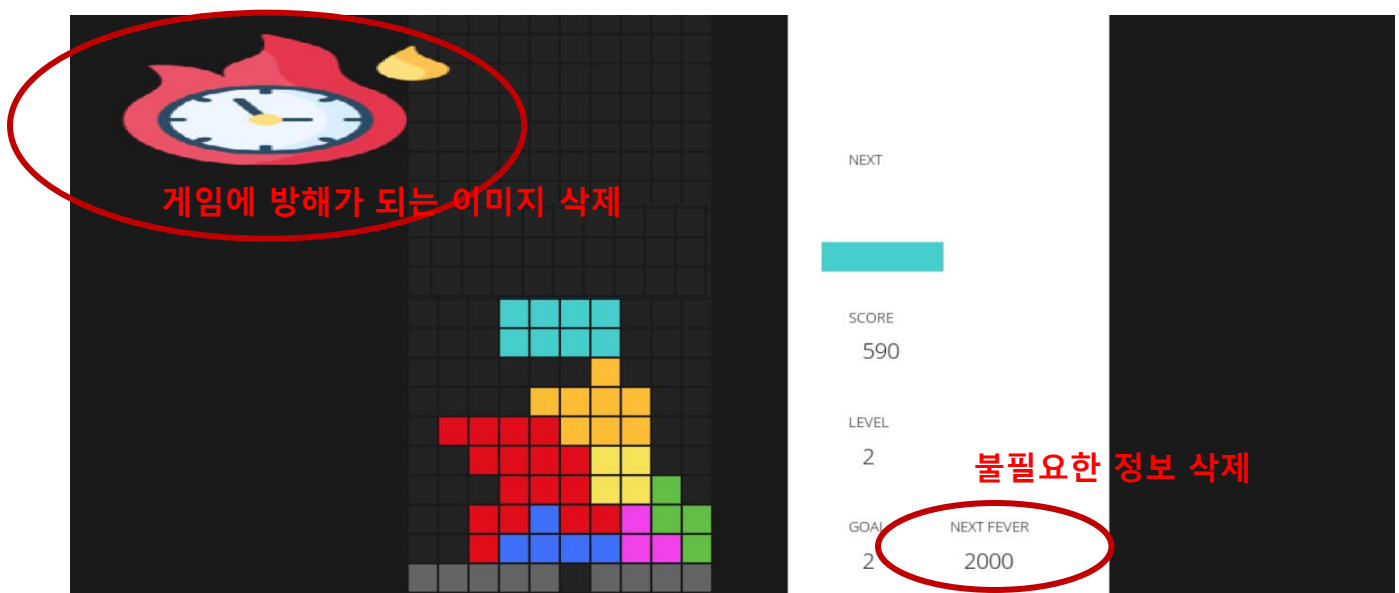 NEXT
게임에 방해가 되는 이미지 삭제
SCORE
590
LEVEL
2
불필요한 정보 삭제
GOAL NEXT FEVER
2 2000